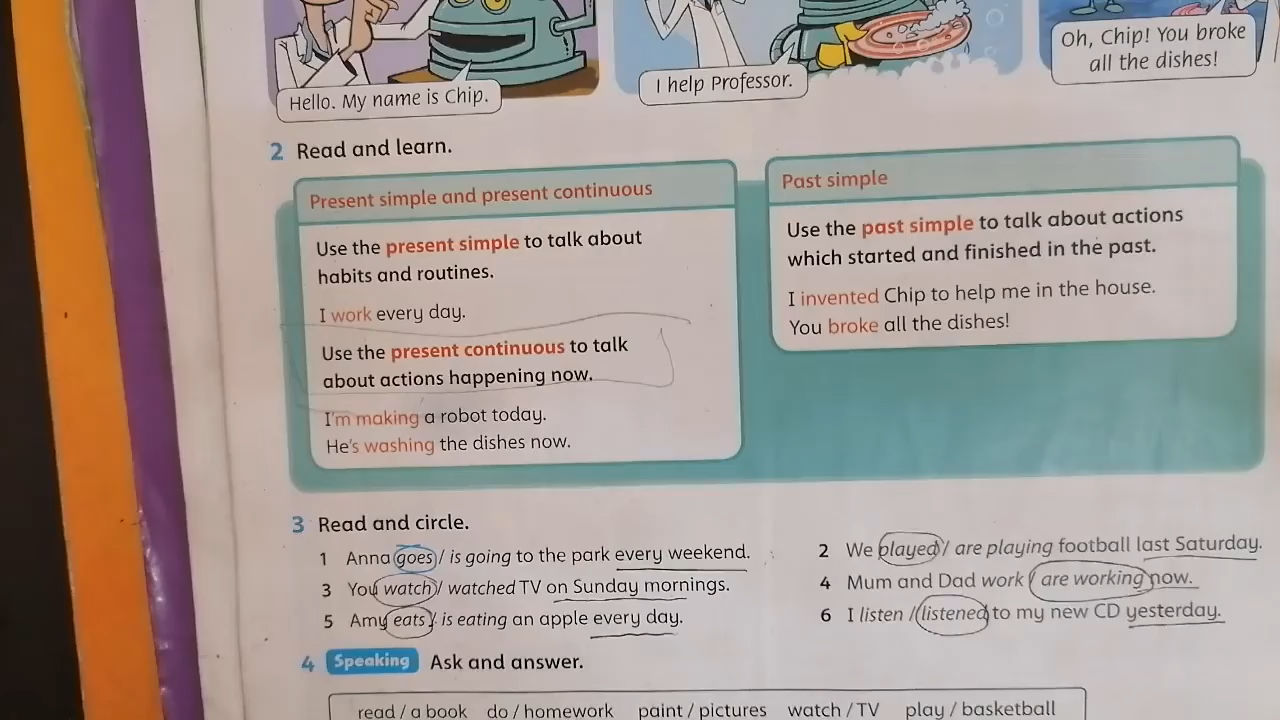 Hello. My name is Chip.
I help Professor.
Oh, Chip! You broke
all the dishes!
2 Read and learn.
Present simple and present continuous
Use the present simple to talk about
habits and routines.
I work every day.
Use the present continuous to talk
about actions happening now.
I'm making a robot today.
He's washing the dishes now.
Past simple
Use the past simple to talk about actions
which started and finished in the past.
I invented Chip to help me in the house.
You broke all the dishes!
3 Read and circle.
1 Anna goes / is going to the park every weekend.
2 We played / are playing football last Saturday.
3 You watch / watched TV on Sunday mornings.
4 Mum and Dad work / are working now.
5 Amy eats / is eating an apple every day.
6 I listen / listened to my new CD yesterday.
4 Speaking Ask and answer.
read / a book do / homework paint / pictures watch / TV play / basketball